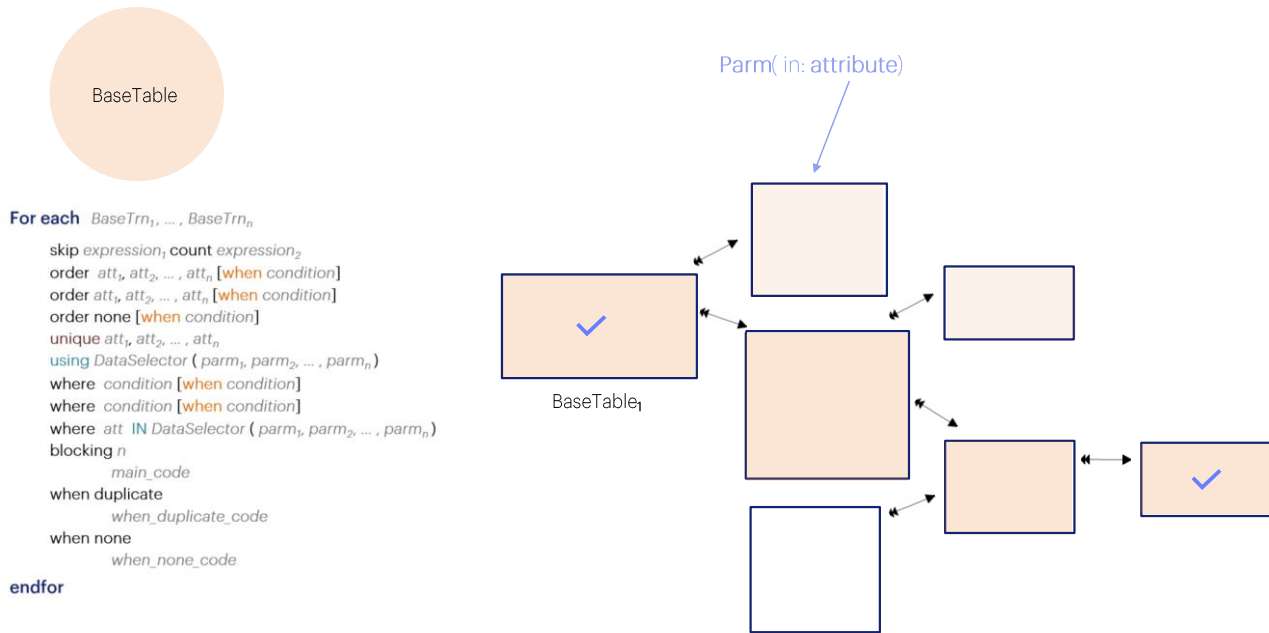 BaseTable
Parm( in: attribute)
For each BaseTrn₁, ... , BaseTrnₙ
skip expression₁ count expression₂
order att₁, att₂, ... , attₙ [when condition]
order att₁, att₂, ... , attₙ [when condition]
order none [when condition]
unique att₁, att₂, ... , attₙ
using DataSelector ( parm₁, parm₂, ... , parmₙ)
where condition [when condition]
where condition [when condition]
where att IN DataSelector ( parm₁, parm₂, ... , parmₙ)
blocking n
main_code
when duplicate
when_duplicate_code
when none
when_none_code
endfor
BaseTable₁